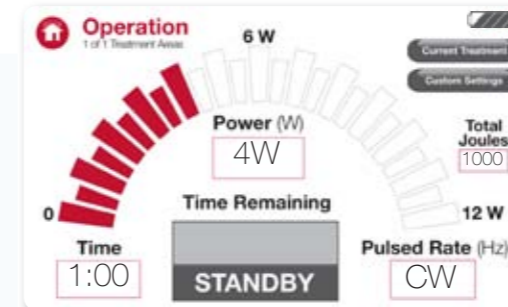 Operation
1 of 1 Treatment Areas
6 W
Current Treatment
Custom Settings
Power (W)
4W
Total
Joules
1000
Time Remaining
0
12 W
Time
1:00
STANDBY
Pulsed Rate (Hz)
CW